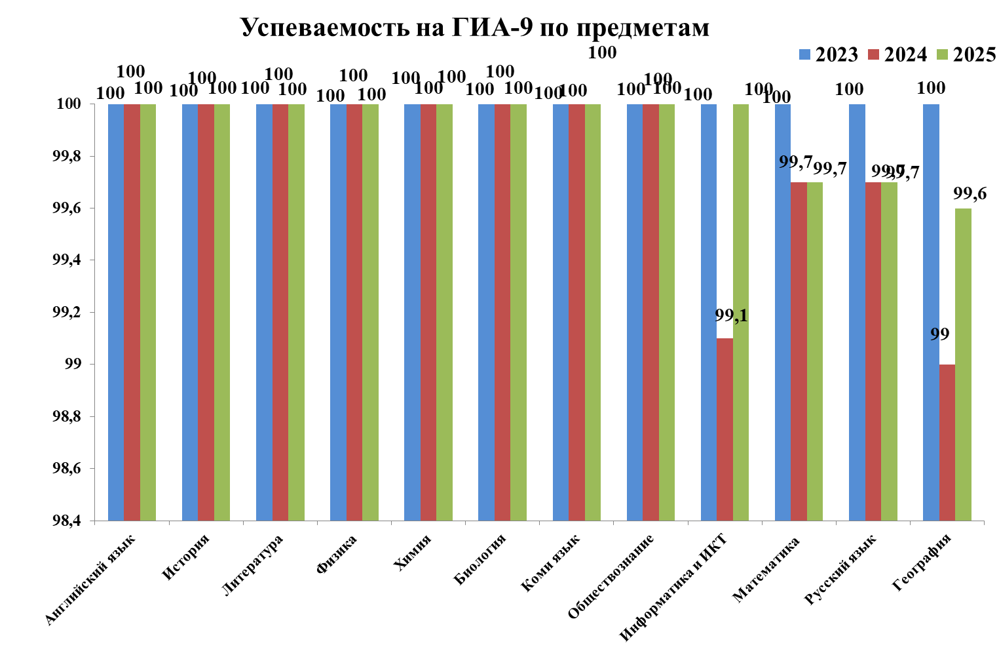 Успеваемость на ГИА-9 по предметам
2023 2024 2025
100 100 100
100 100 100
100 100 100
100 100 100
100 100 100
100 100 100
100 100 100
100 100 100
100 99,1 100
100 99,7 99,7
100 99,7 99,7
100 99 99,6
100
99,8
99,6
99,4
99,2
99
98,8
98,6
98,4
Английский язык
История
Литература
Физика
Химия
Биология
Коми язык
Обществознание
Информатика и ИКТ
Математика
Русский язык
География